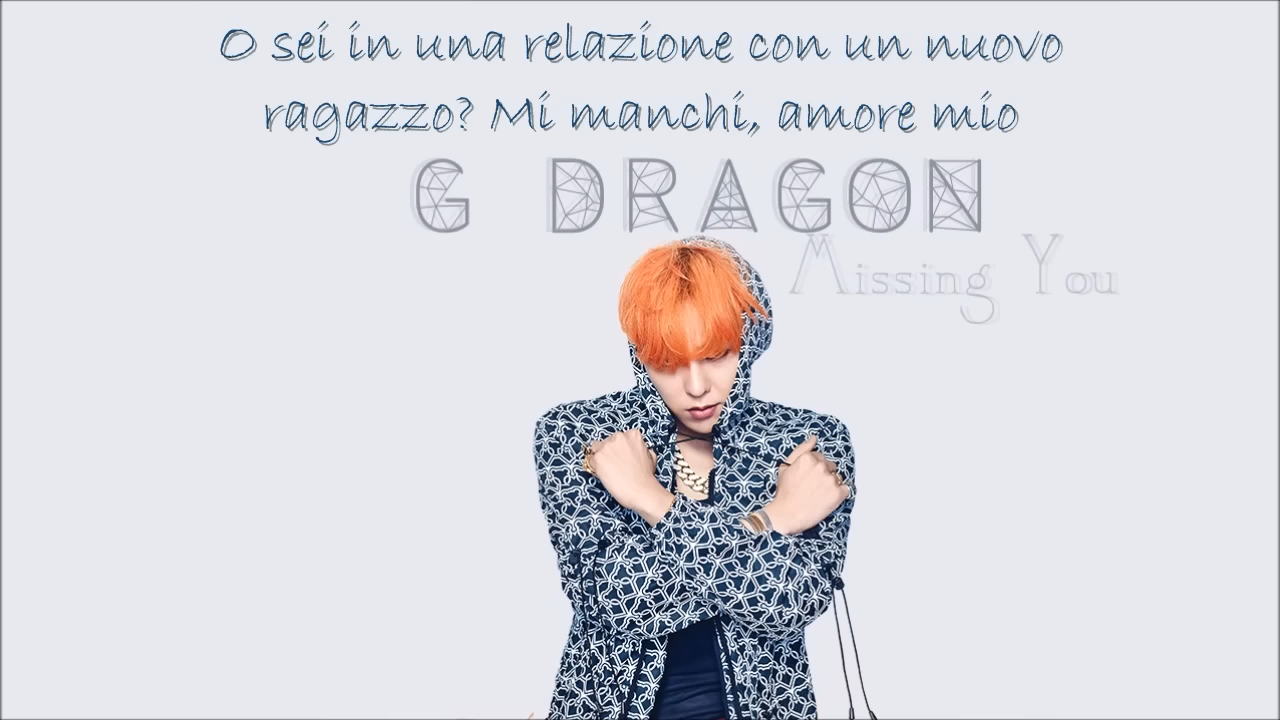 O sei in una relazione con un nuovo
ragazzo? Mi manchi, amore mio
G DRAGON
Missing You